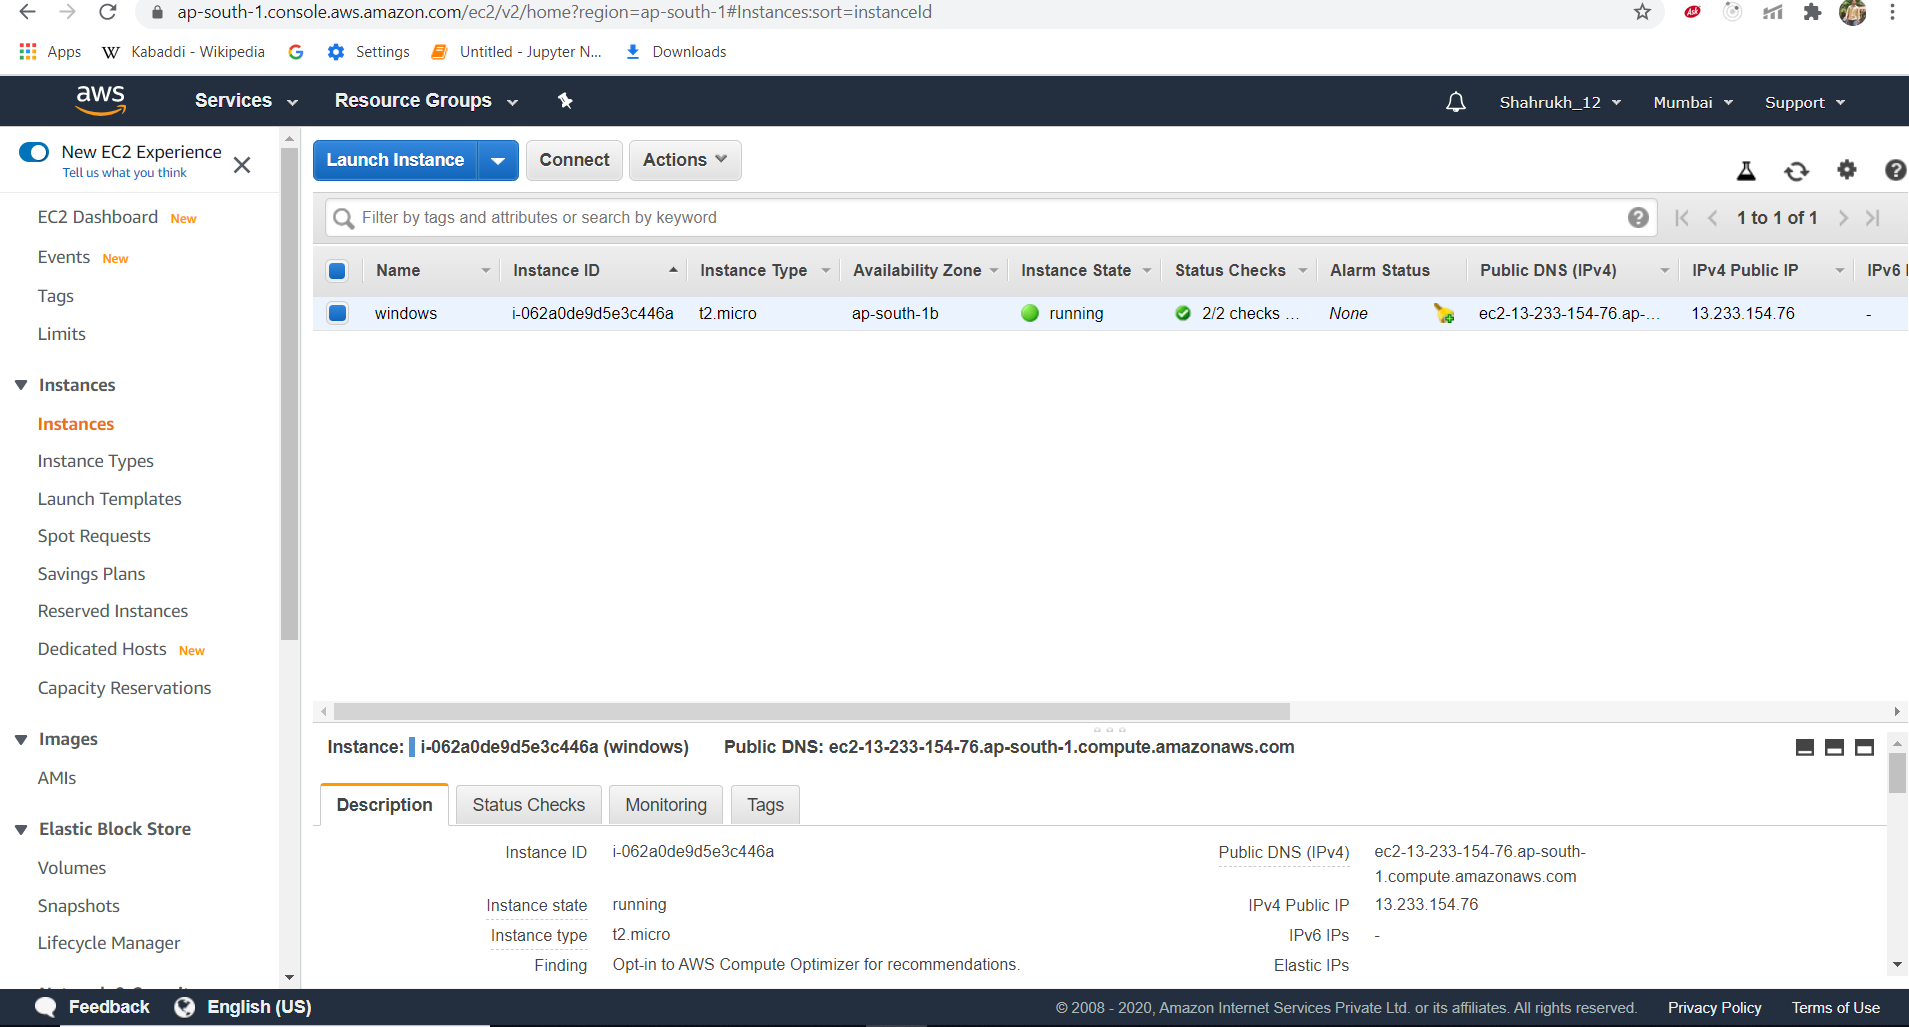 ap-south-1.console.aws.amazon.com/ec2/v2/home?region=ap-south-1#Instances:sort=instanceId
Ask
Apps
W Kabaddi - Wikipedia
G
Settings
Untitled - Jupyter N...
Downloads
aws
Services
Resource Groups
Shahrukh_12
Mumbai
Support
New EC2 Experience
Tell us what you think
EC2 Dashboard New
Events New
Tags
Limits
Instances
Instances
Instance Types
Launch Templates
Spot Requests
Savings Plans
Reserved Instances
Dedicated Hosts New
Capacity Reservations
Images
AMIs
Elastic Block Store
Volumes
Snapshots
Lifecycle Manager
Launch Instance
Connect
Actions
Filter by tags and attributes or search by keyword
1 to 1 of 1
Name Instance ID Instance Type Availability Zone Instance State Status Checks Alarm Status Public DNS (IPv4) IPv4 Public IP IPv6
windows i-062a0de9d5e3c446a t2.micro ap-south-1b running 2/2 checks ... None ec2-13-233-154-76.ap-... 13.233.154.76 -
Instance: i-062a0de9d5e3c446a (windows) Public DNS: ec2-13-233-154-76.ap-south-1.compute.amazonaws.com
Description
Status Checks
Monitoring
Tags
Instance ID i-062a0de9d5e3c446a
Instance state running
Instance type t2.micro
Finding Opt-in to AWS Compute Optimizer for recommendations.
Public DNS (IPv4) ec2-13-233-154-76.ap-south-
1.compute.amazonaws.com
IPv4 Public IP 13.233.154.76
IPv6 IPs -
Elastic IPs
Feedback
English (US)
© 2008 - 2020, Amazon Internet Services Private Ltd. or its affiliates. All rights reserved.
Privacy Policy
Terms of Use